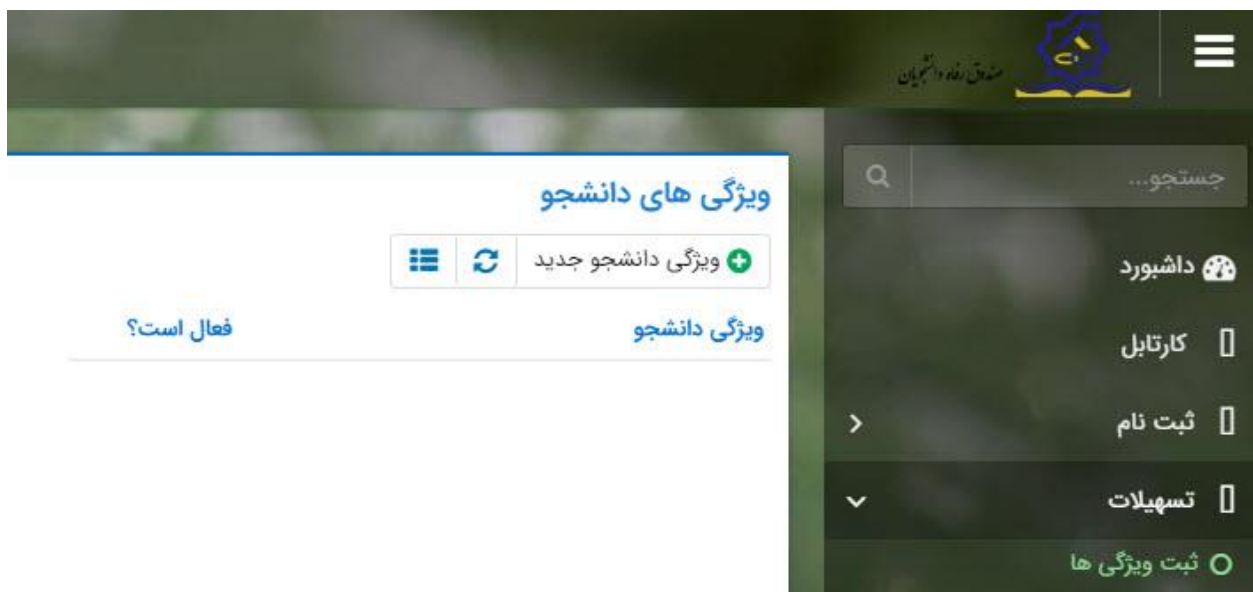 صندوق رفاه دانشجویان
جستجو...
داشبورد
کارتابل
ثبت نام
تسهیلات
ثبت ویژگی ها
ویژگی های دانشجو
ویژگی دانشجو جدید
ویژگی دانشجو فعال است؟